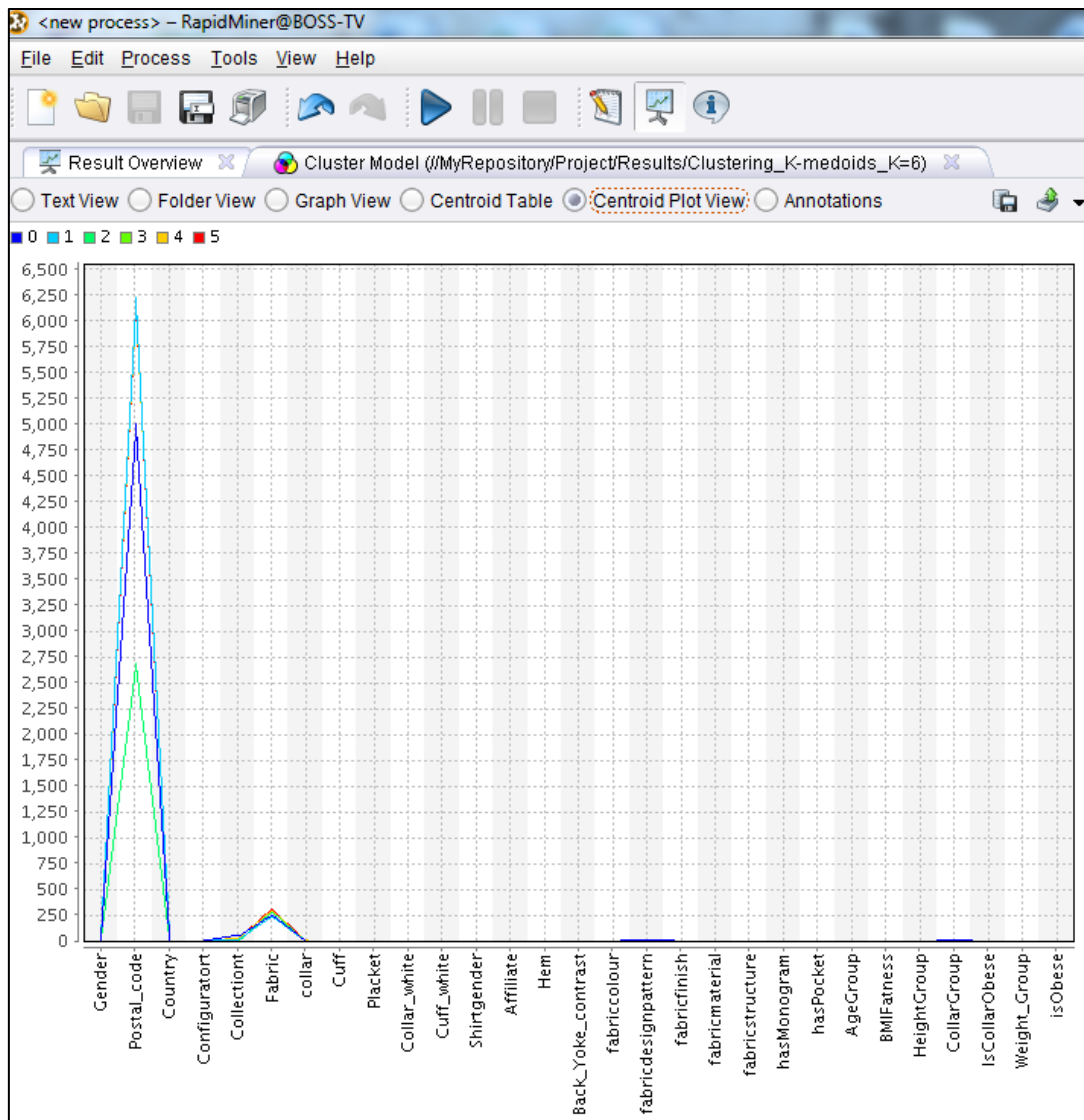 <new process> – RapidMiner@BOSS-TV
File Edit Process Tools View Help
Result Overview Cluster Model (//MyRepository/Project/Results/Clustering_K-medoids_K=6)
Text View Folder View Graph View Centroid Table Centroid Plot View Annotations
0 1 2 3 4 5
6,500
6,250
6,000
5,750
5,500
5,250
5,000
4,750
4,500
4,250
4,000
3,750
3,500
3,250
3,000
2,750
2,500
2,250
2,000
1,750
1,500
1,250
1,000
750
500
250
0
Gender
Postal_code
Country
Configuratort
Collectiont
Fabric
collar
Cuff
Placket
Collar_white
Cuff_white
Shirtgender
Affiliate
Hem
Back_Yoke_contrast
fabriccolour
fabricdesignpattern
fabricfinish
fabricmaterial
fabricstructure
hasMonogram
hasPocket
AgeGroup
BMIFatness
HeightGroup
CollarGroup
IsCollarObese
Weight_Group
isObese